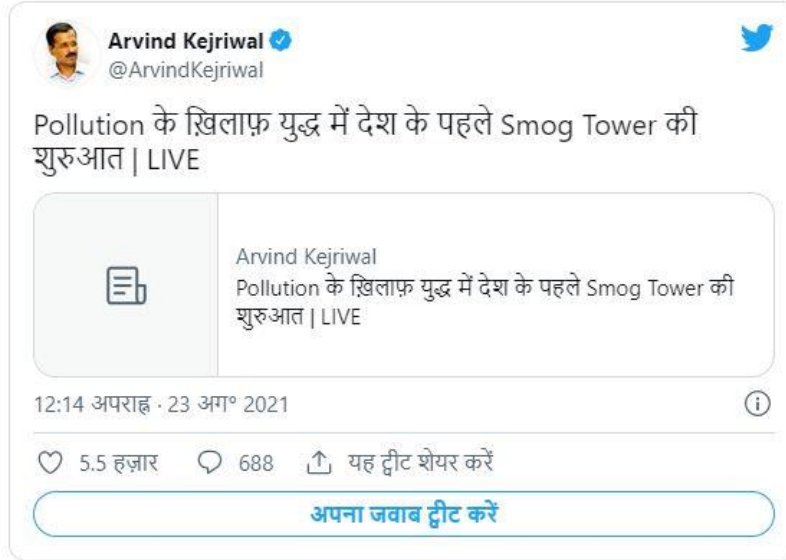 Arvind Kejriwal
@ArvindKejriwal
Pollution के ख़िलाफ़ युद्ध में देश के पहले Smog Tower की
शुरुआत | LIVE
Arvind Kejriwal
Pollution के ख़िलाफ़ युद्ध में देश के पहले Smog Tower की
शुरुआत | LIVE
12:14 अपराह्न · 23 अग॰ 2021
5.5 हज़ार 688 यह ट्वीट शेयर करें
अपना जवाब ट्वीट करें